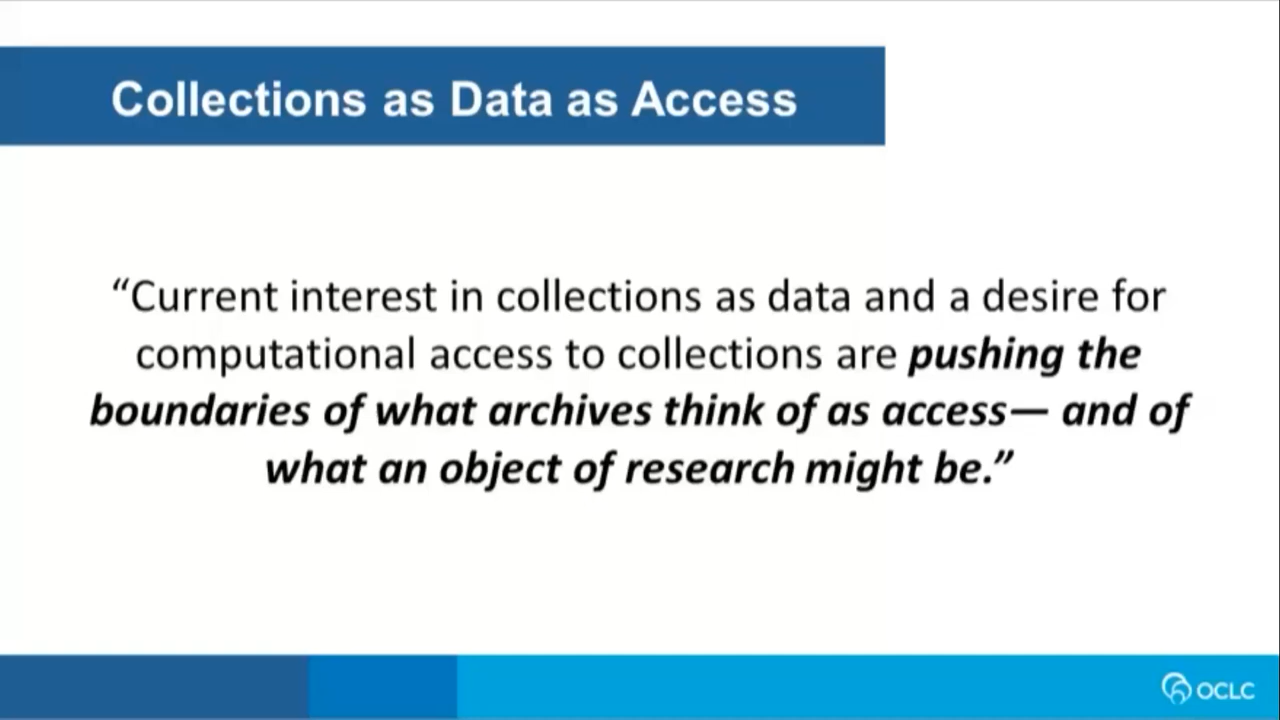 Collections as Data as Access
“Current interest in collections as data and a desire for
computational access to collections are pushing the
boundaries of what archives think of as access— and of
what an object of research might be.”
OCLC